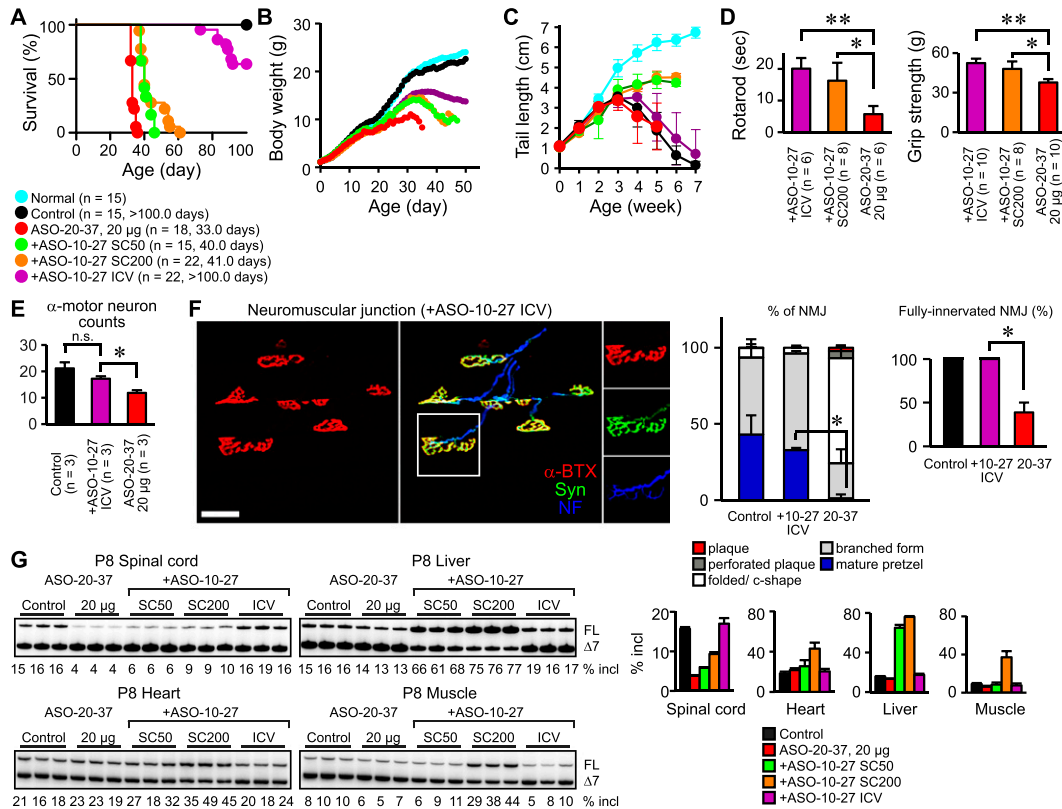 A
Survival (%)
100
50
0
0 20 40 60 80 100
Age (day)
B
Body weight (g)
30
25
20
15
10
5
0
0 10 20 30 40 50
Age (day)
C
Tail length (cm)
8
7
6
5
4
3
2
1
0
0 1 2 3 4 5 6 7
Age (week)
D
Rotarod (sec)
** *
20
10
0
+ASO-10-27
ICV (n = 6)
+ASO-10-27
SC200 (n = 8)
ASO-20-37
20 µg (n = 6)
Grip strength (g)
** *
60
40
20
0
+ASO-10-27
ICV (n = 10)
+ASO-10-27
SC200 (n = 8)
ASO-20-37
20 µg (n = 10)
Normal (n = 15)
Control (n = 15, >100.0 days)
ASO-20-37, 20 µg (n = 18, 33.0 days)
+ASO-10-27 SC50 (n = 15, 40.0 days)
+ASO-10-27 SC200 (n = 22, 41.0 days)
+ASO-10-27 ICV (n = 22, >100.0 days)
E
α-motor neuron
counts
n.s.
*
30
20
10
0
Control
(n = 3)
+ASO-10-27
ICV (n = 3)
ASO-20-37
20 µg (n = 3)
F
Neuromuscular junction (+ASO-10-27 ICV)
α-BTX
Syn
NF
% of NMJ
100
50
0
*
Control +10-27 20-37
ICV
plaque
perforated plaque
folded/ c-shape
branched form
mature pretzel
Fully-innervated NMJ (%)
*
100
50
0
Control +10-27 20-37
ICV
G
P8 Spinal cord
ASO-20-37 +ASO-10-27
Control 20 µg SC50 SC200 ICV
15 16 16 4 4 4 6 6 6 9 9 10 16 19 16
P8 Liver
ASO-20-37 +ASO-10-27
Control 20 µg SC50 SC200 ICV
FL
Δ7
15 16 16 14 13 13 66 61 68 75 76 77 19 16 17 % incl
P8 Heart
ASO-20-37 +ASO-10-27
Control 20 µg SC50 SC200 ICV
21 16 18 23 23 19 27 18 32 35 49 45 20 18 24
P8 Muscle
ASO-20-37 +ASO-10-27
Control 20 µg SC50 SC200 ICV
FL
Δ7
8 10 10 6 5 7 6 9 11 29 38 44 5 8 10 % incl
% incl
20
10
0
Spinal cord
80
40
0
Heart
80
40
0
Liver
80
40
0
Muscle
Control
ASO-20-37, 20 µg
+ASO-10-27 SC50
+ASO-10-27 SC200
+ASO-10-27 ICV